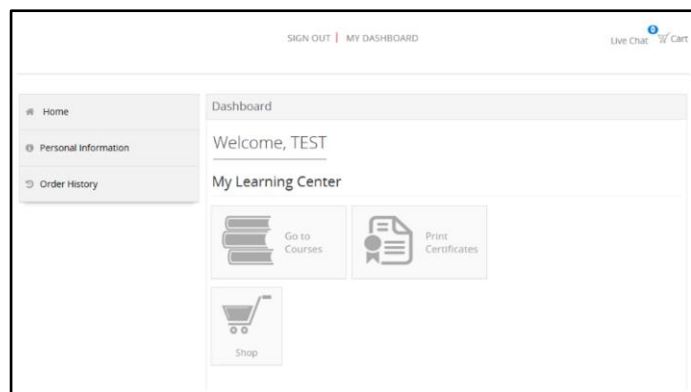 SIGN OUT | MY DASHBOARD
Live Chat 0 Cart
Home
Personal Information
Order History
Dashboard
Welcome, TEST
My Learning Center
Go to
Courses
Print
Certificates
Shop